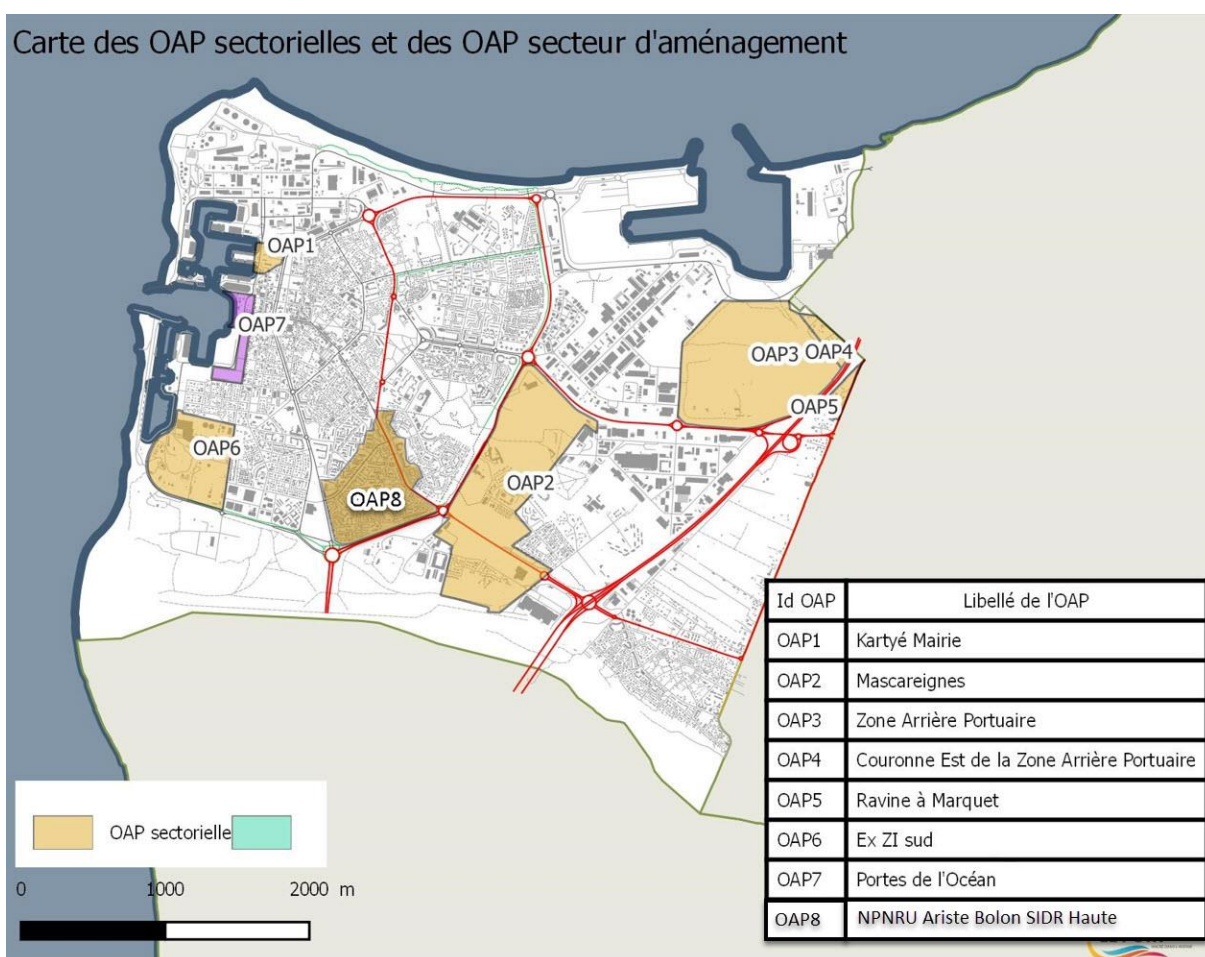 Carte des OAP sectorielles et des OAP secteur d'aménagement
OAP1
OAP7
OAP3 OAP4
OAP5
OAP6
OAP2
OAP8
Id OAP Libellé de l'OAP
OAP1 Kartyé Mairie
OAP2 Mascareignes
OAP3 Zone Arrière Portuaire
OAP4 Couronne Est de la Zone Arrière Portuaire
OAP5 Ravine à Marquet
OAP6 Ex ZI sud
OAP7 Portes de l'Océan
OAP8 NPNRU Ariste Bolon SIDR Haute
OAP sectorielle
0 1000 2000 m